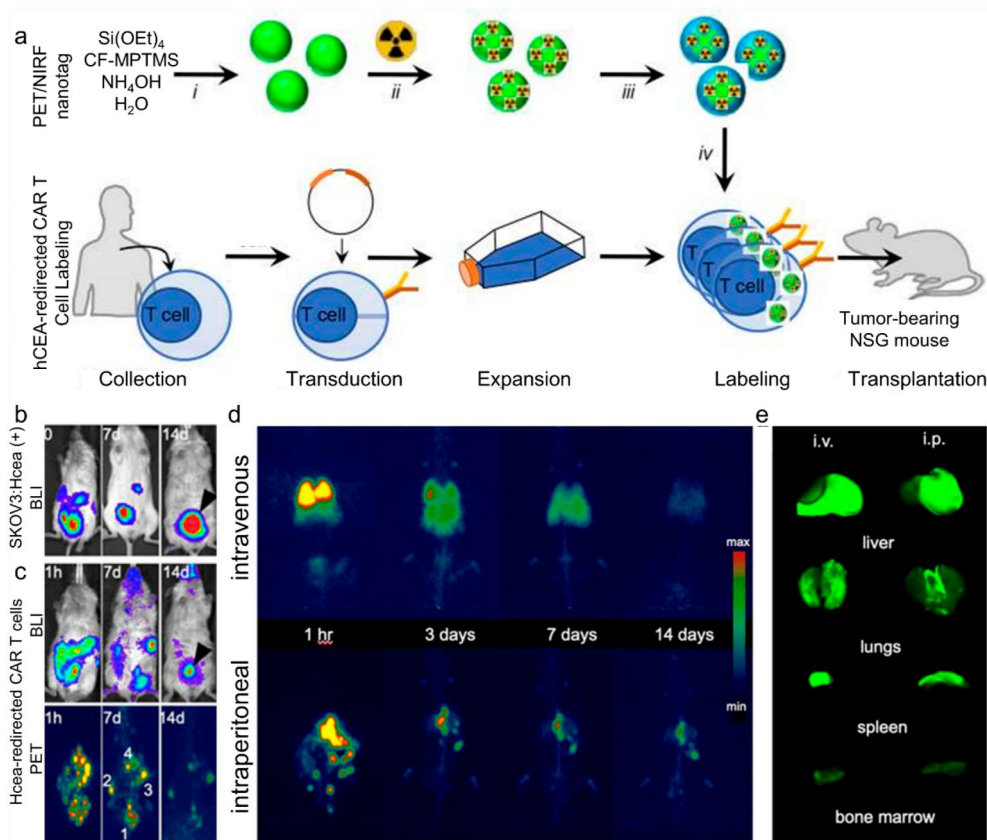 a
PET/NIRF
nanotag
Si(OEt)4
CF-MPTMS
NH4OH
H2O
i
ii
iii
iv
hCEA-redirected CAR T
Cell Labeling
T cell
T cell
T
T
T cell
Tumor-bearing
NSG mouse
Collection
Transduction
Expansion
Labeling
Transplantation
b
SKOV3:Hcea (+)
BLI
0
7d
14d
c
Hcea-redirected CAR T cells
BLI
1h
7d
14d
PET
1h
7d
14d
4
2
3
1
d
intravenous
1 hr
3 days
7 days
14 days
max
min
intraperitoneal
e
i.v.
i.p.
liver
lungs
spleen
bone marrow